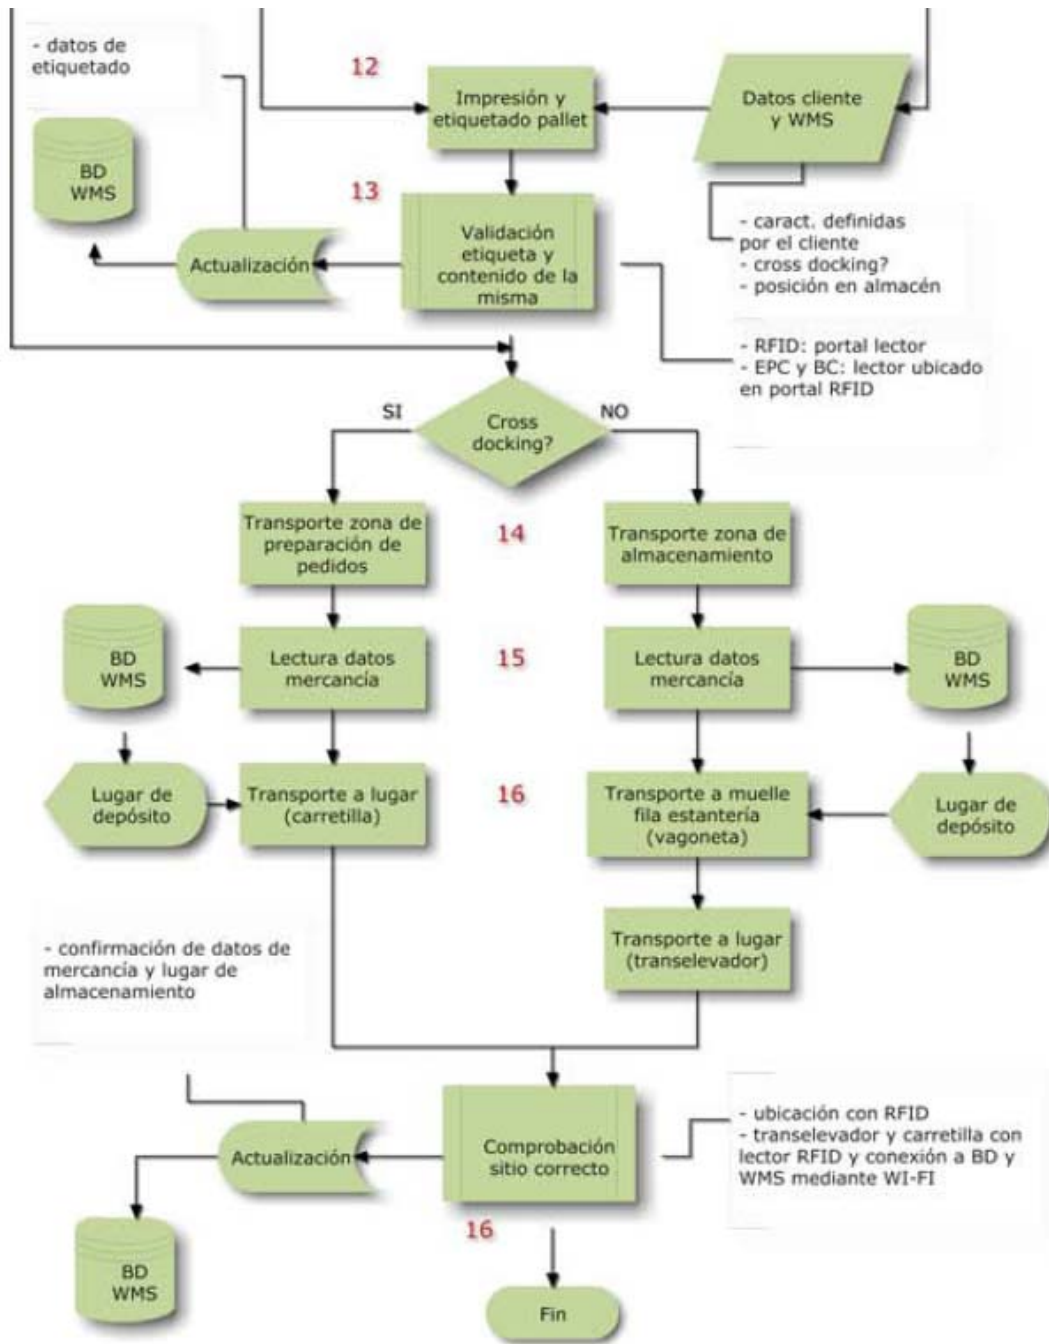 - datos de
etiquetado
12
Impresión y
etiquetado pallet
Datos cliente
y WMS
BD
WMS
13
Validación
etiqueta y
contenido de la
misma
Actualización
- caract. definidas
por el cliente
- cross docking?
- posición en almacén
- RFID: portal lector
- EPC y BC: lector ubicado
en portal RFID
SI
NO
Cross
docking?
Transporte zona de
preparación de
pedidos
14
Transporte zona de
almacenamiento
BD
WMS
Lectura datos
mercancía
15
Lectura datos
mercancía
BD
WMS
Lugar de
depósito
Transporte a lugar
(carretilla)
16
Transporte a muelle
fila estantería
(vagoneta)
Lugar de
depósito
Transporte a lugar
(transelevador)
- confirmación de datos de
mercancía y lugar de
almacenamiento
Actualización
Comprobación
sitio correcto
- ubicación con RFID
- transelevador y carretilla con
lector RFID y conexión a BD y
WMS mediante WI-FI
16
BD
WMS
Fin